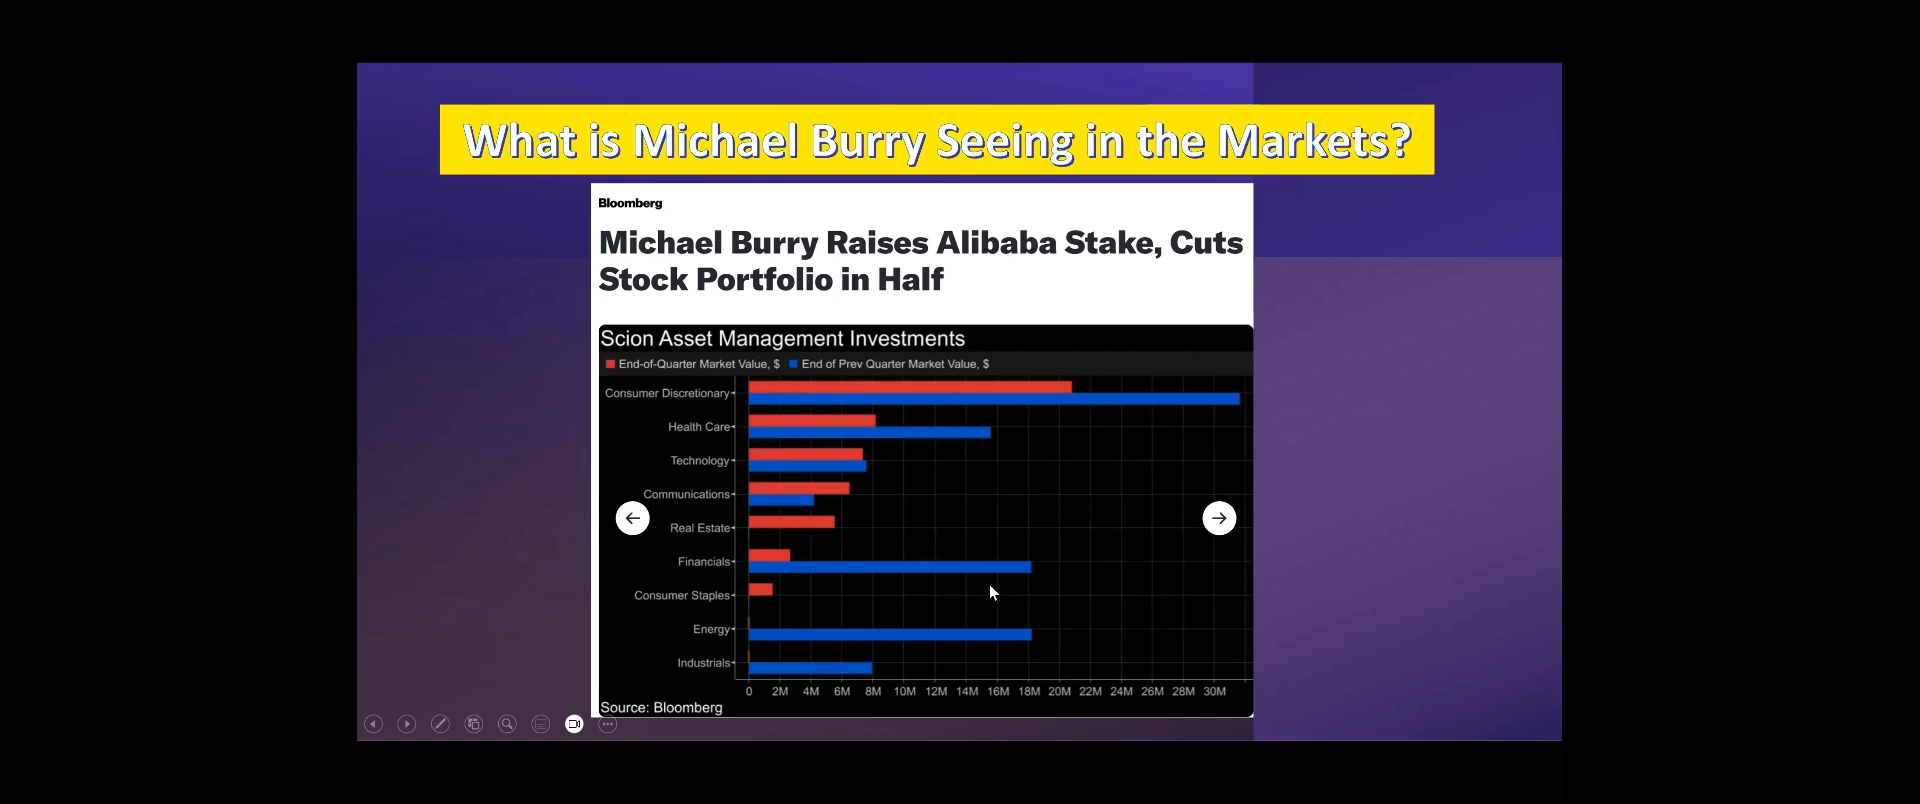 What is Michael Burry Seeing in the Markets?
Bloomberg
Michael Burry Raises Alibaba Stake, Cuts
Stock Portfolio in Half
Scion Asset Management Investments
End-of-Quarter Market Value, $ End of Prev Quarter Market Value, $
Consumer Discretionary
Health Care
Technology
Communications
Real Estate
Financials
Consumer Staples
Energy
Industrials
0 2M 4M 6M 8M 10M 12M 14M 16M 18M 20M 22M 24M 26M 28M 30M
Source: Bloomberg